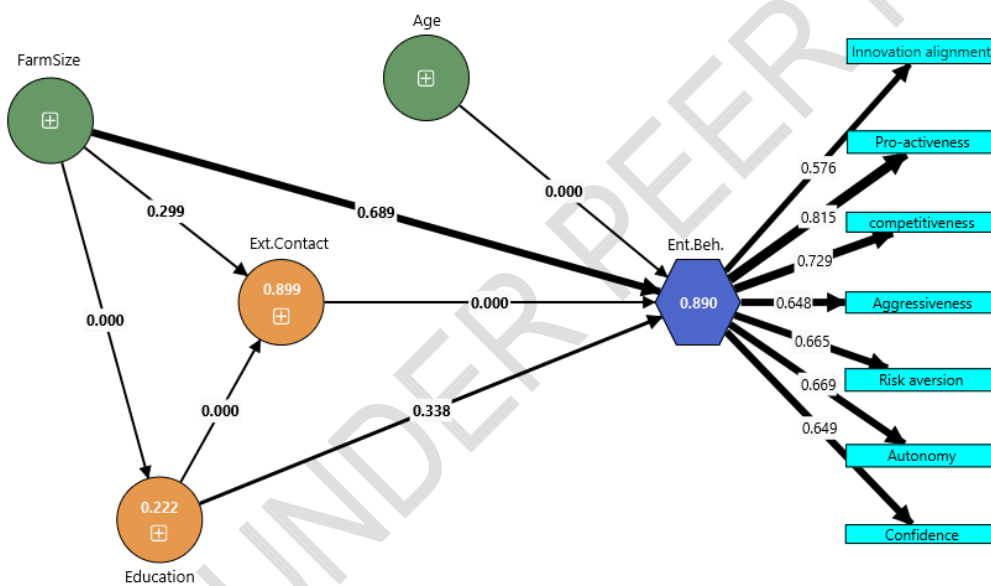 Age
FarmSize
Innovation alignment
Pro-activeness
0.576
0.000
0.299
0.689
0.815
competitiveness
Ext.Contact
Ent.Beh.
0.729
0.899
0.000
0.890
0.648
Aggressiveness
0.000
0.665
Risk aversion
0.669
0.000
0.338
0.649
Autonomy
0.222
Confidence
Education
UNDER PEER